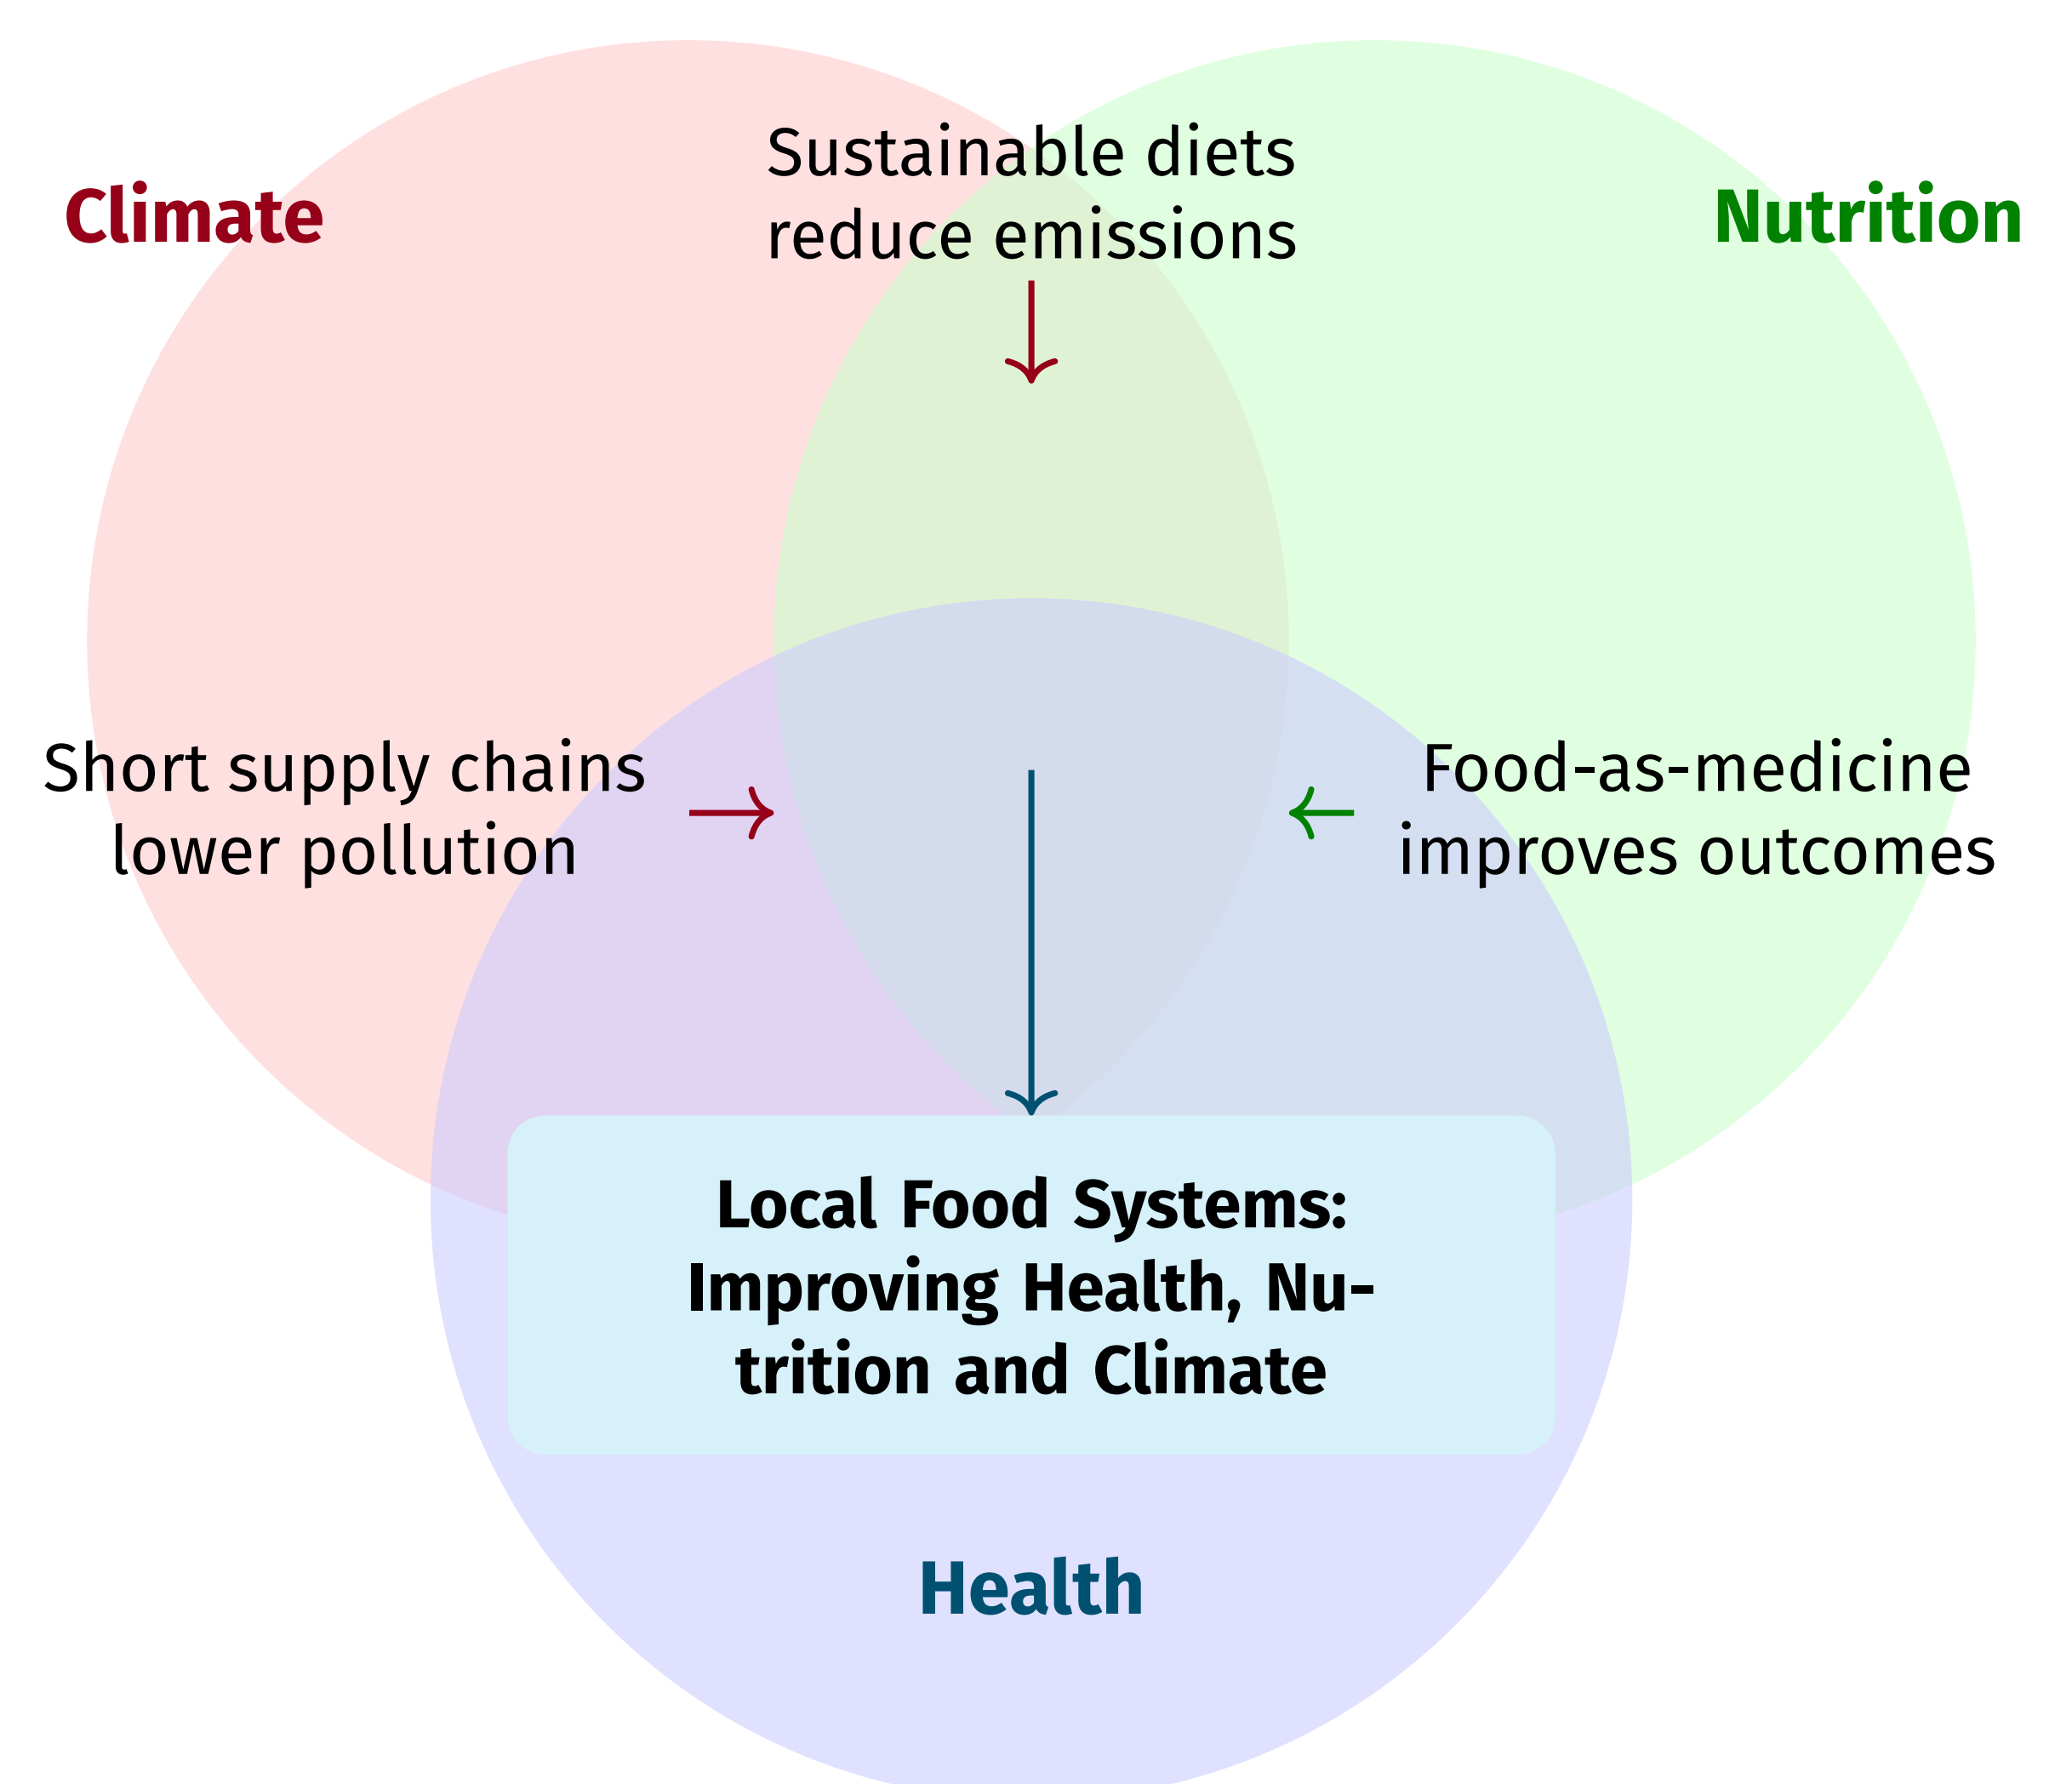 Sustainable diets
reduce emissions
Climate
Nutrition
Short supply chains
lower pollution
Food-as-medicine
improves outcomes
Local Food Systems:
Improving Health, Nu-
trition and Climate
Health